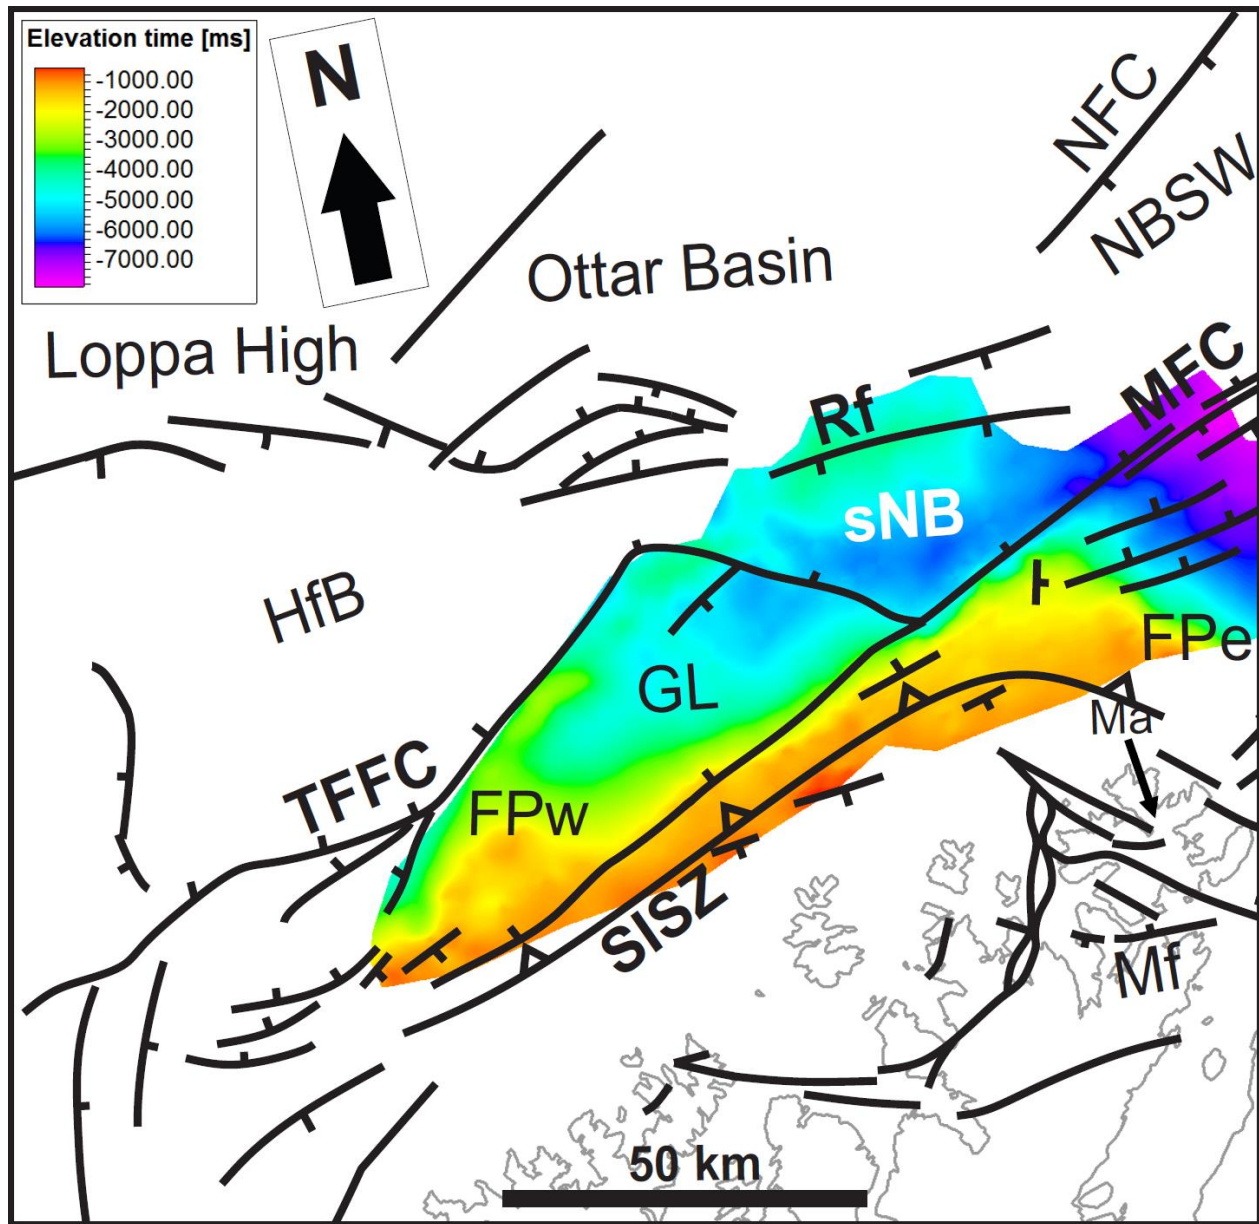 Elevation time [ms]
-1000.00
-2000.00
-3000.00
-4000.00
-5000.00
-6000.00
-7000.00
N
NFC
NBSW
Ottar Basin
Loppa High
MFC
Rf
sNB
HfB
GL
FPe
Ma
TFFC
FPw
SISZ
Mf
50 km